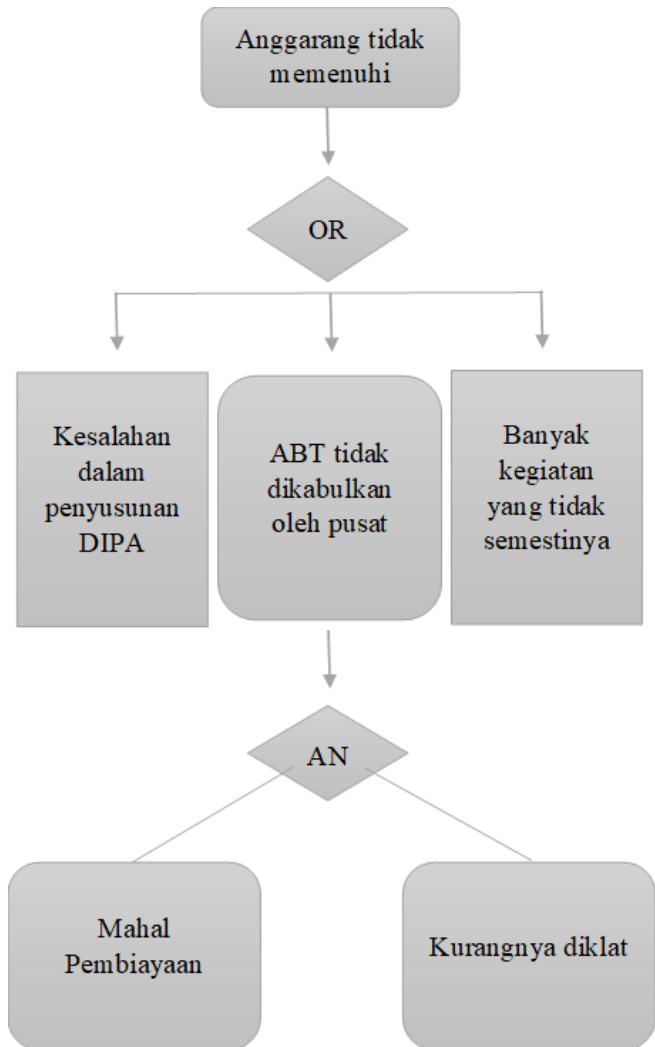 Anggarang tidak
memenuhi
OR
Kesalahan
dalam
penyusunan
DIPA
ABT tidak
dikabulkan
oleh pusat
Banyak
kegiatan
yang tidak
semestinya
AN
Mahal
Pembiayaan
Kurangnya diklat